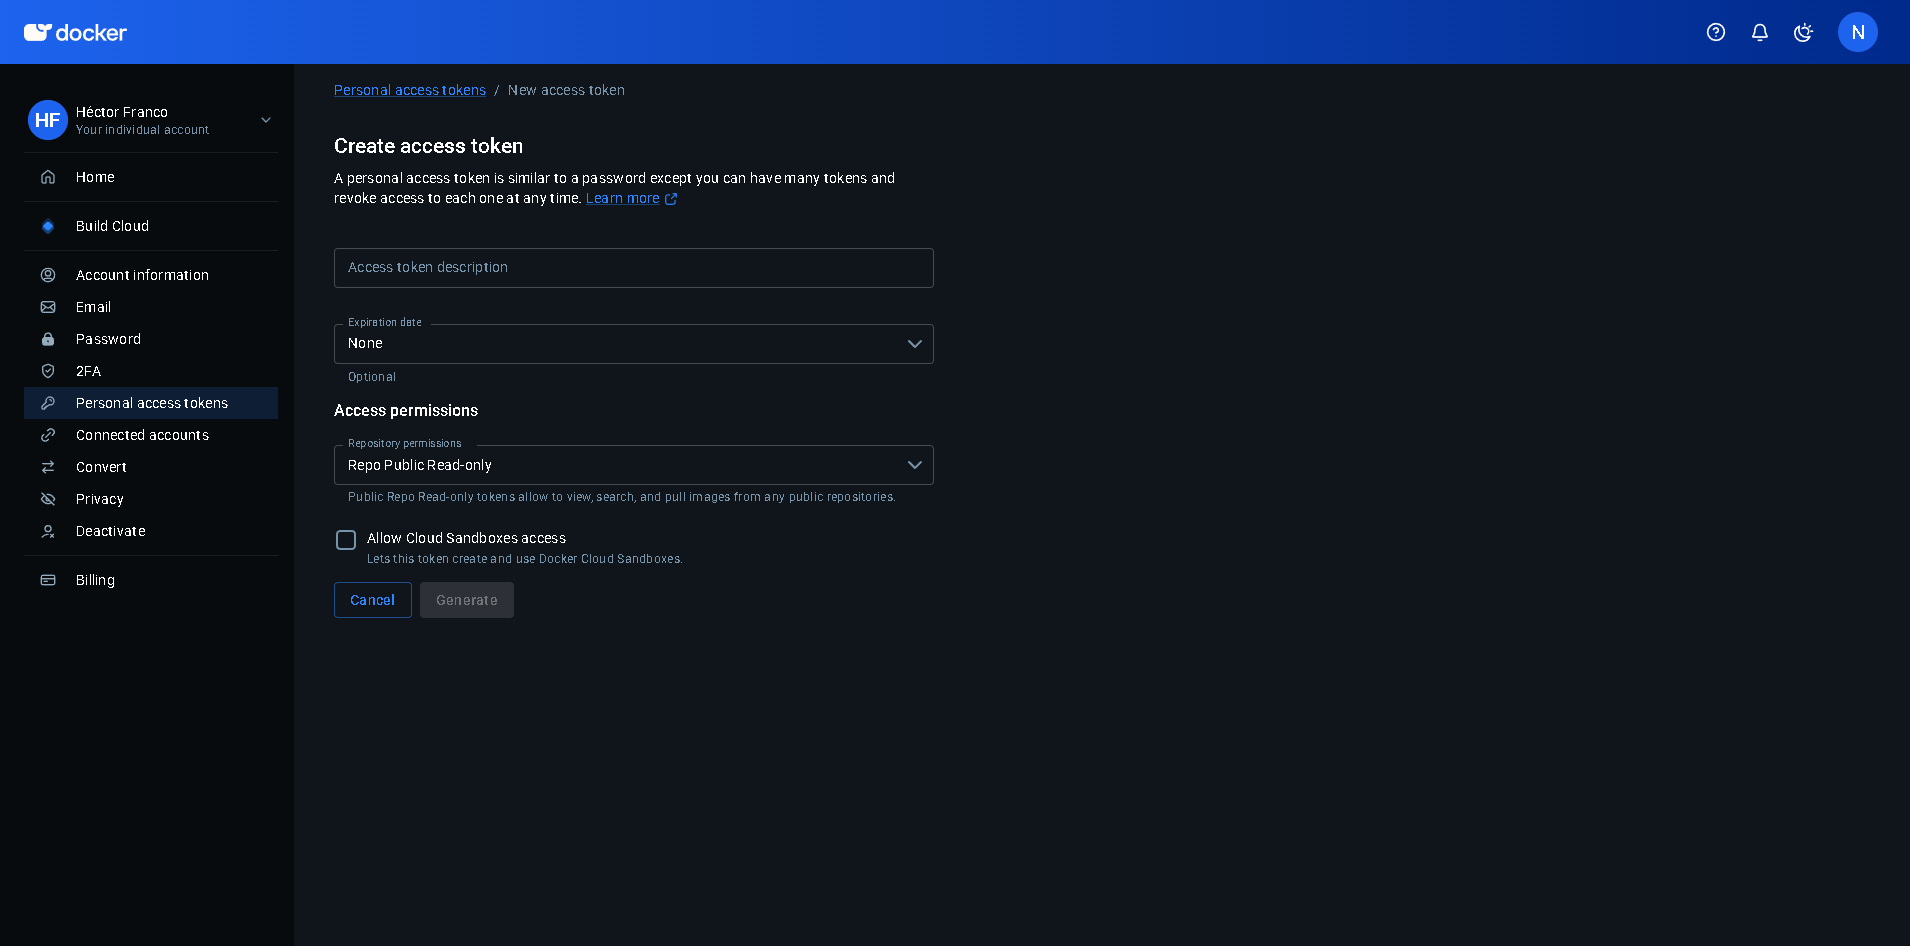 docker
N
HF
Héctor Franco
Your individual account
Home
Build Cloud
Account information
Email
Password
2FA
Personal access tokens
Connected accounts
Convert
Privacy
Deactivate
Billing
Personal access tokens / New access token
Create access token
A personal access token is similar to a password except you can have many tokens and
revoke access to each one at any time. Learn more
Access token description
Expiration date
None
Optional
Access permissions
Repository permissions
Repo Public Read-only
Public Repo Read-only tokens allow to view, search, and pull images from any public repositories.
Allow Cloud Sandboxes access
Lets this token create and use Docker Cloud Sandboxes.
Cancel Generate